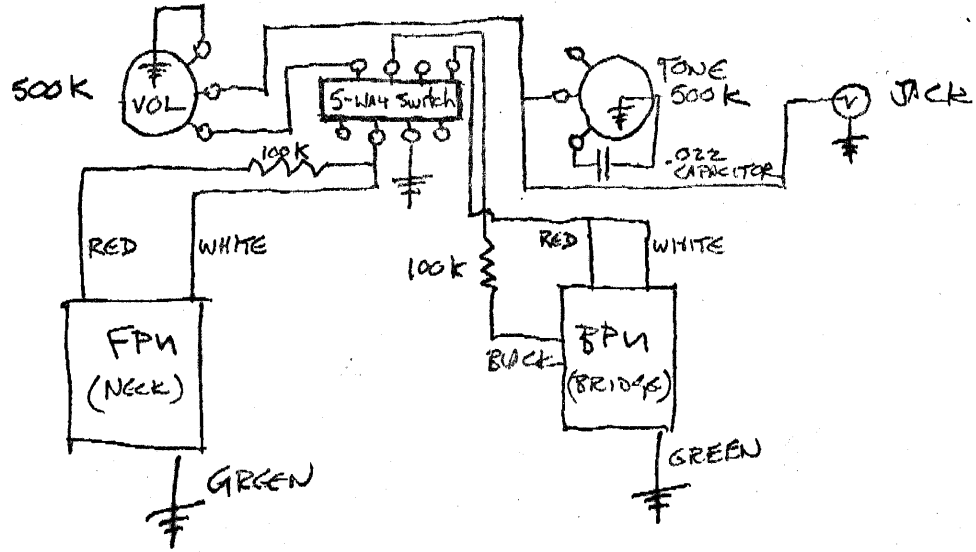 500K
VOL
5-WAY Switch
TONE
500K
JACK
100K
.022
CAPACITOR
RED
WHITE
RED
WHITE
100K
FPU
(NECK)
BLACK
BPU
(BRIDGE)
GREEN
GREEN